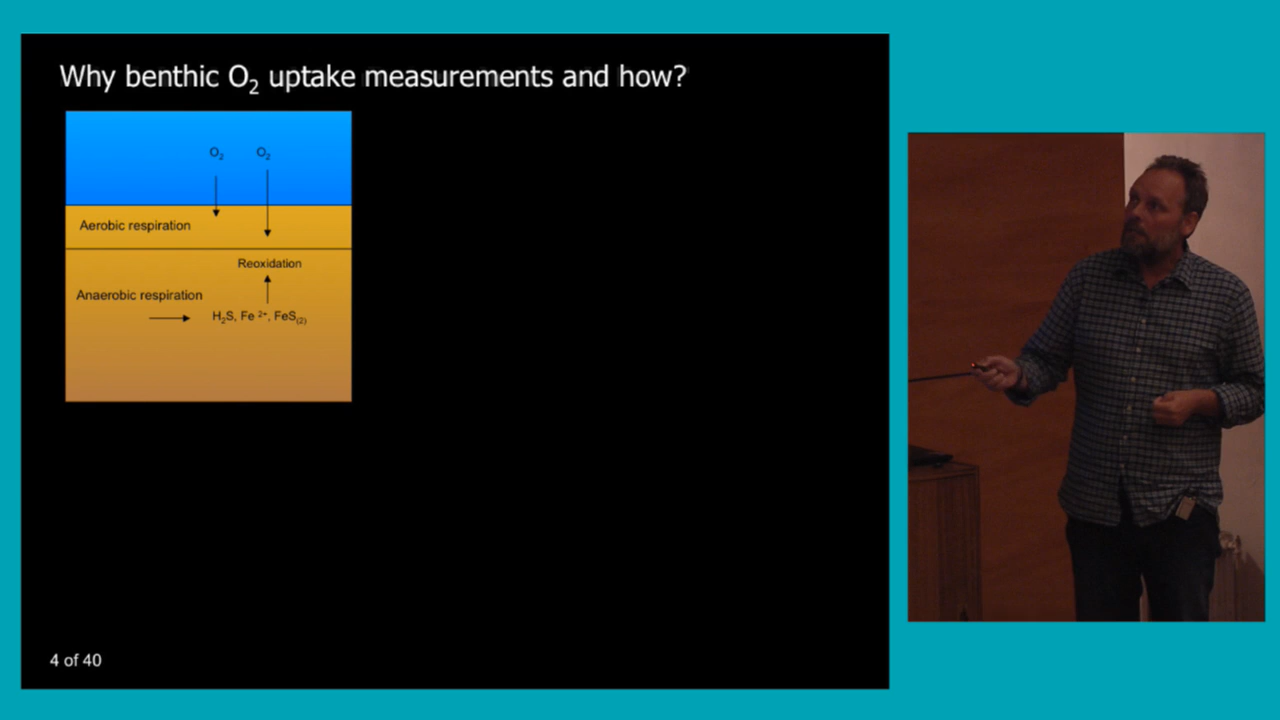 Why benthic O₂ uptake measurements and how?
O₂ O₂
Aerobic respiration
Reoxidation
Anaerobic respiration
H₂S, Fe ²⁺, FeS₍₂₎
4 of 40